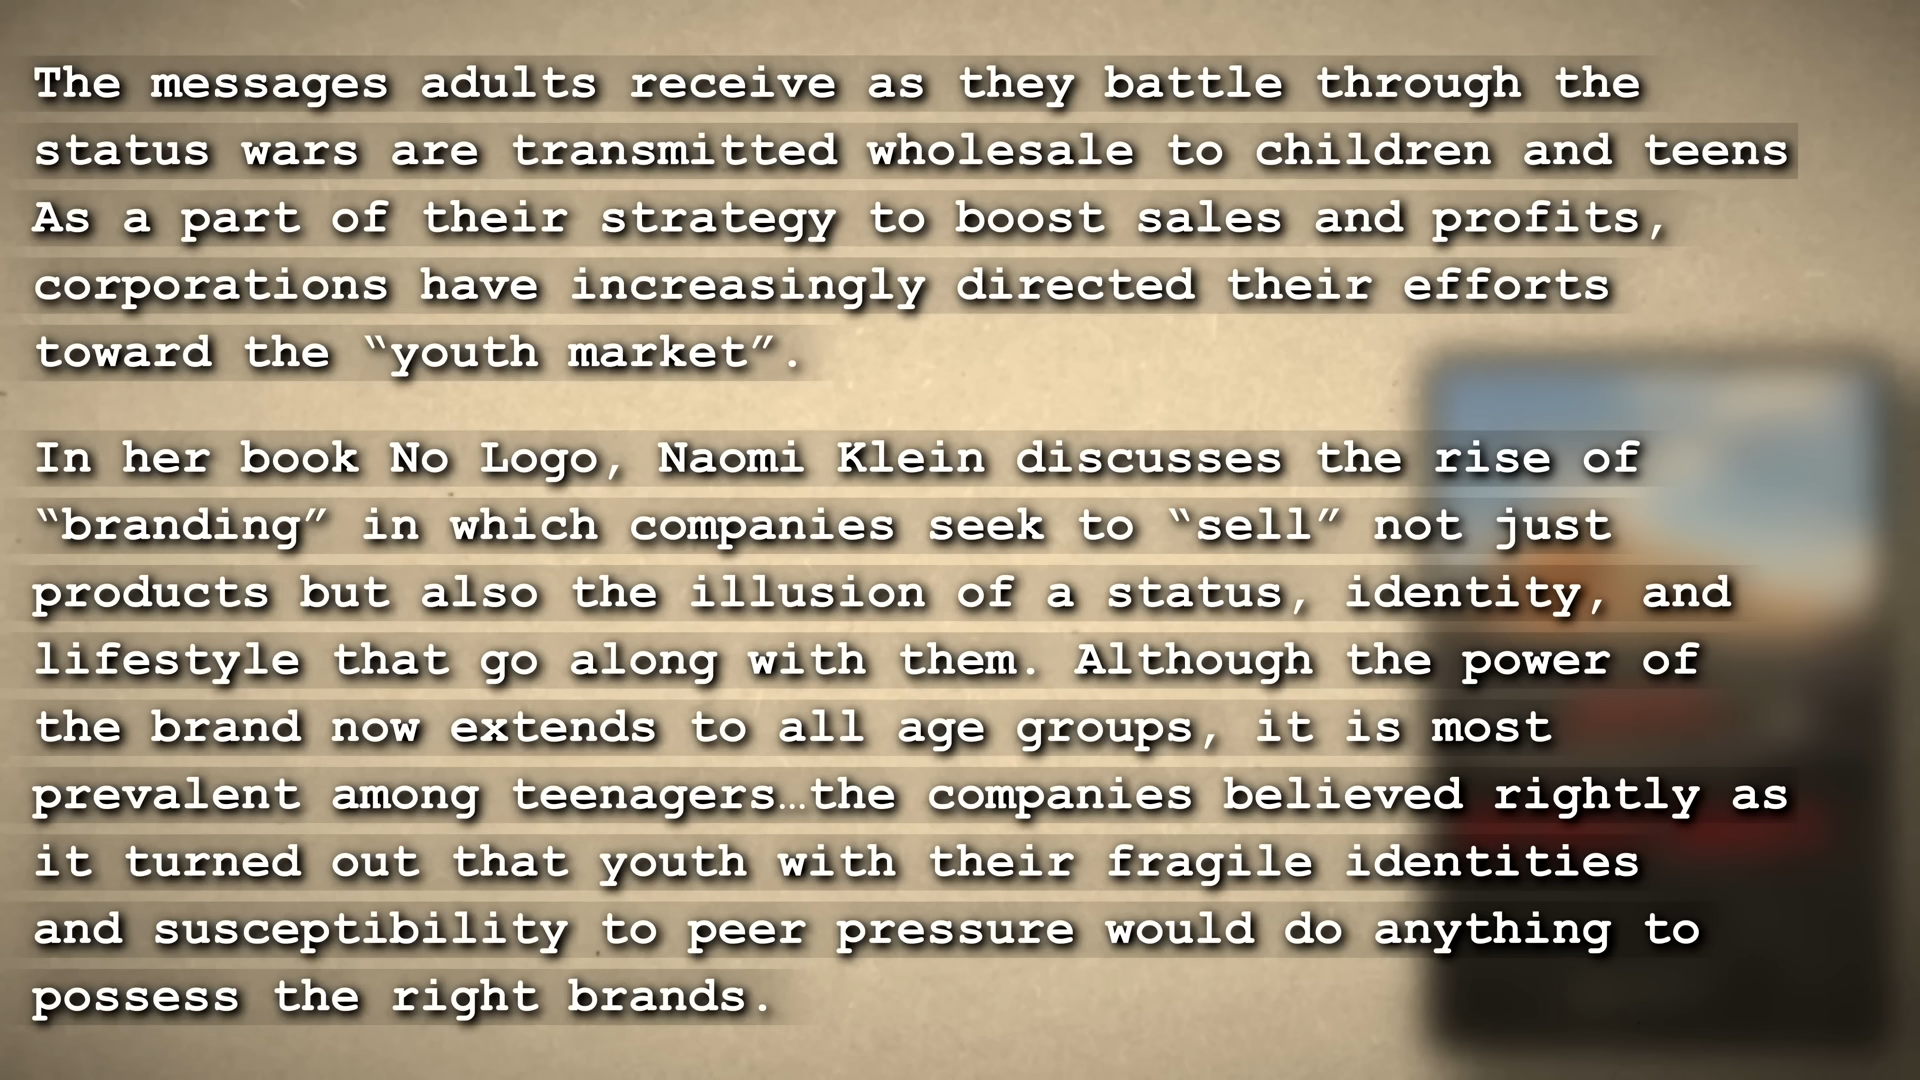 The messages adults receive as they battle through the
status wars are transmitted wholesale to children and teens
As a part of their strategy to boost sales and profits,
corporations have increasingly directed their efforts
toward the “youth market”.
In her book No Logo, Naomi Klein discusses the rise of
“branding” in which companies seek to “sell” not just
products but also the illusion of a status, identity, and
lifestyle that go along with them. Although the power of
the brand now extends to all age groups, it is most
prevalent among teenagers…the companies believed rightly as
it turned out that youth with their fragile identities
and susceptibility to peer pressure would do anything to
possess the right brands.